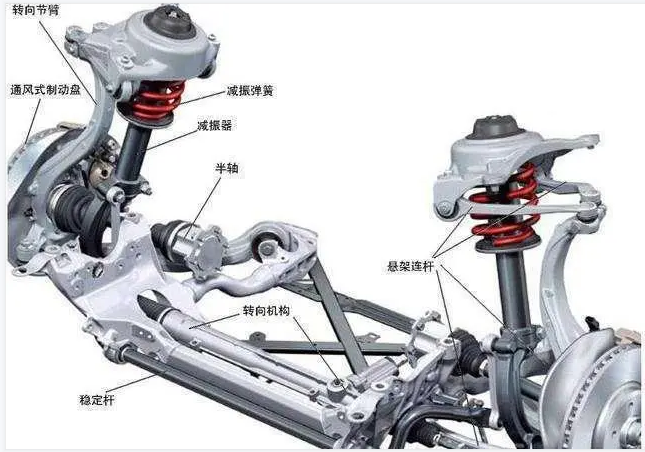 转向节臂
通风式制动盘
减振弹簧
减振器
半轴
悬架连杆
转向机构
稳定杆